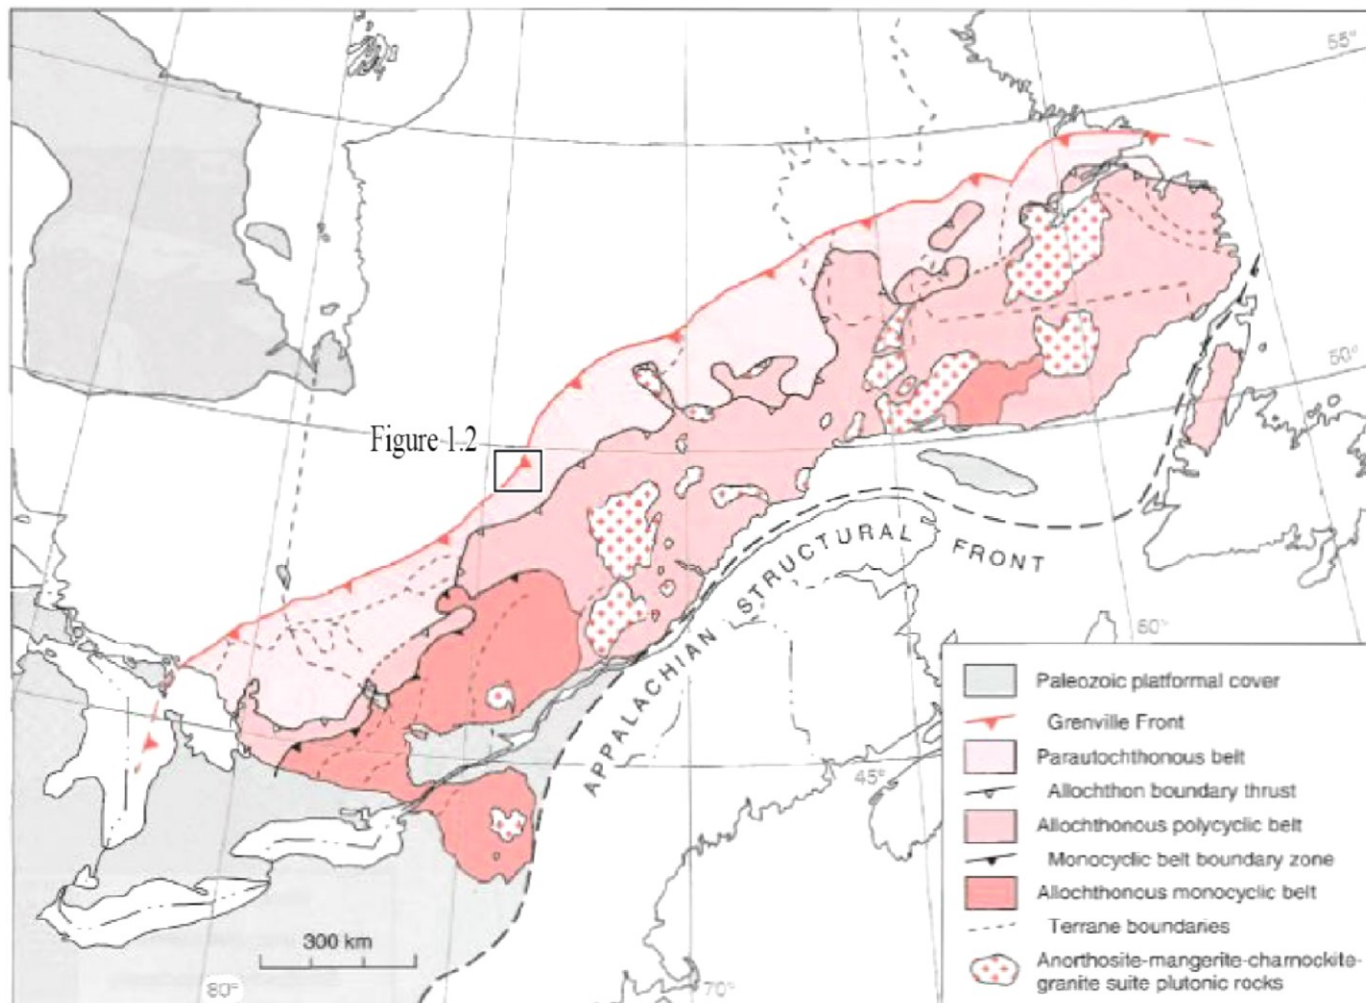 55°
50°
Figure 1.2
APPALACHIAN STRUCTURAL FRONT
60°
45°
Paleozoic platformal cover
Grenville Front
Parautochthonous belt
Allochthon boundary thrust
Allochthonous polycyclic belt
Monocyclic belt boundary zone
Allochthonous monocyclic belt
Terrane boundaries
Anorthosite-mangerite-charnockite-
granite suite plutonic rocks
300 km
80°
70°